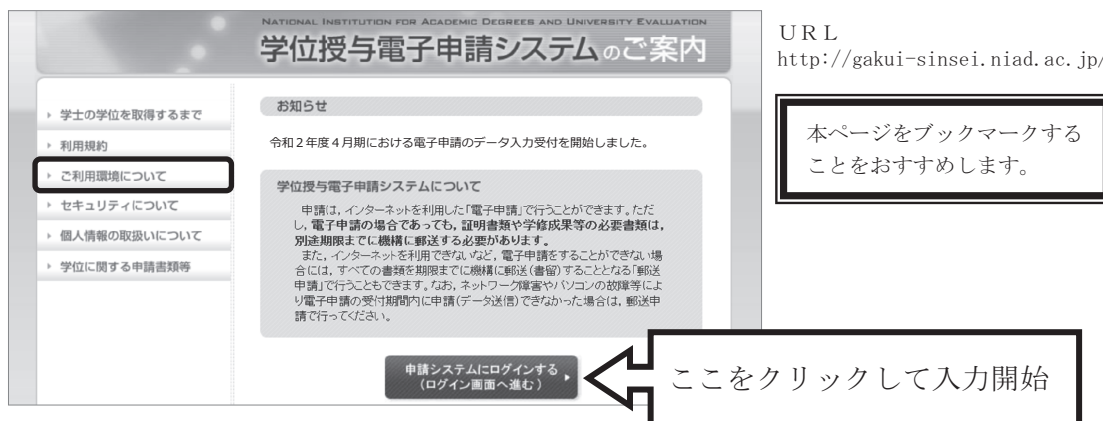 NATIONAL INSTITUTION FOR ACADEMIC DEGREES AND UNIVERSITY EVALUATION
学位授与電子申請システムのご案内
学士の学位を取得するまで
利用規約
ご利用環境について
セキュリティについて
個人情報の取扱いについて
学位に関する申請書類等
お知らせ
令和2年度4月期における電子申請のデータ入力受付を開始しました。
学位授与電子申請システムについて
申請は，インターネットを利用した「電子申請」で行うことができます。ただ
し，電子申請の場合であっても，証明書類や学修成果等の必要書類は，
別途期限までに機構に郵送する必要があります。
また，インターネットを利用できないなど，電子申請をすることができない場
合には，すべての書類を期限までに機構に郵送（書留）することとなる「郵送
申請」で行うこともできます。なお，ネットワーク障害やパソコンの故障等によ
り電子申請の受付期間内に申請（データ送信）できなかった場合は，郵送申
請で行ってください。
申請システムにログインする
（ログイン画面へ進む）
ＵＲＬ
http://gakui-sinsei.niad.ac.jp/
本ページをブックマークする
ことをおすすめします。
ここをクリックして入力開始